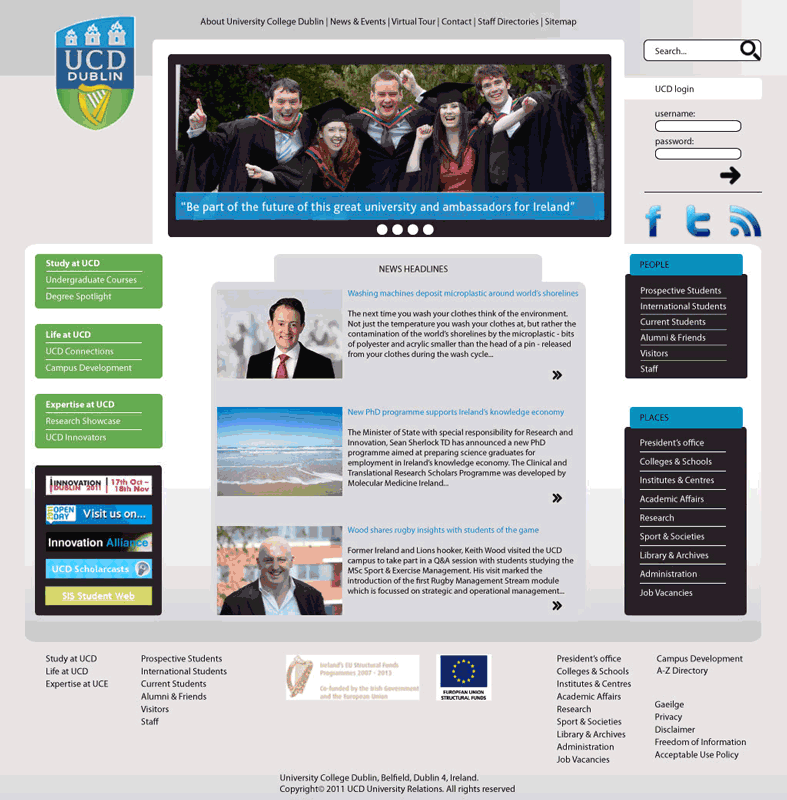 About University College Dublin | News & Events | Virtual Tour | Contact | Staff Directories | Sitemap
UCD
DUBLIN
Search...
UCD login
username:
password:
"Be part of the future of this great university and ambassadors for Ireland"
Study at UCD
Undergraduate Courses
Degree Spotlight
Life at UCD
UCD Connections
Campus Development
Expertise at UCD
Research Showcase
UCD Innovators
INNOVATION
DUBLIN 2011
17th Oct –
18th Nov
UCD
OPEN
DAY
Visit us on...
Innovation Alliance
UCD Scholarcasts
SIS Student Web
NEWS HEADLINES
Washing machines deposit microplastic around world's shorelines
The next time you wash your clothes think of the environment.
Not just the temperature you wash your clothes at, but rather the
contamination of the world's shorelines by the microplastic - bits
of polyester and acrylic smaller than the head of a pin - released
from your clothes during the wash cycle...
New PhD programme supports Ireland's knowledge economy
The Minister of State with special responsibility for Research and
Innovation, Sean Sherlock TD has announced a new PhD
programme aimed at preparing science graduates for
employment in Ireland's knowledge economy. The Clinical and
Translational Research Scholars Programme was developed by
Molecular Medicine Ireland...
Wood shares rugby insights with students of the game
Former Ireland and Lions hooker, Keith Wood visited the UCD
campus to take part in a Q&A session with students studying the
MSc Sport & Exercise Management. His visit marked the
introduction of the first Rugby Management Stream module
which is focussed on strategic and operational management...
PEOPLE
Prospective Students
International Students
Current Students
Alumni & Friends
Visitors
Staff
PLACES
President's office
Colleges & Schools
Institutes & Centres
Academic Affairs
Research
Sport & Societies
Library & Archives
Administration
Job Vacancies
Study at UCD
Life at UCD
Expertise at UCE
Prospective Students
International Students
Current Students
Alumni & Friends
Visitors
Staff
Ireland's EU Structural Funds
Programmes 2007 - 2013
Co-funded by the Irish Government
and the European Union
EUROPEAN UNION
STRUCTURAL FUNDS
President's office
Colleges & Schools
Institutes & Centres
Academic Affairs
Research
Sport & Societies
Library & Archives
Administration
Job Vacancies
Campus Development
A-Z Directory
Gaeilge
Privacy
Disclaimer
Freedom of Information
Acceptable Use Policy
University College Dublin, Belfield, Dublin 4, Ireland.
Copyright© 2011 UCD University Relations. All rights reserved